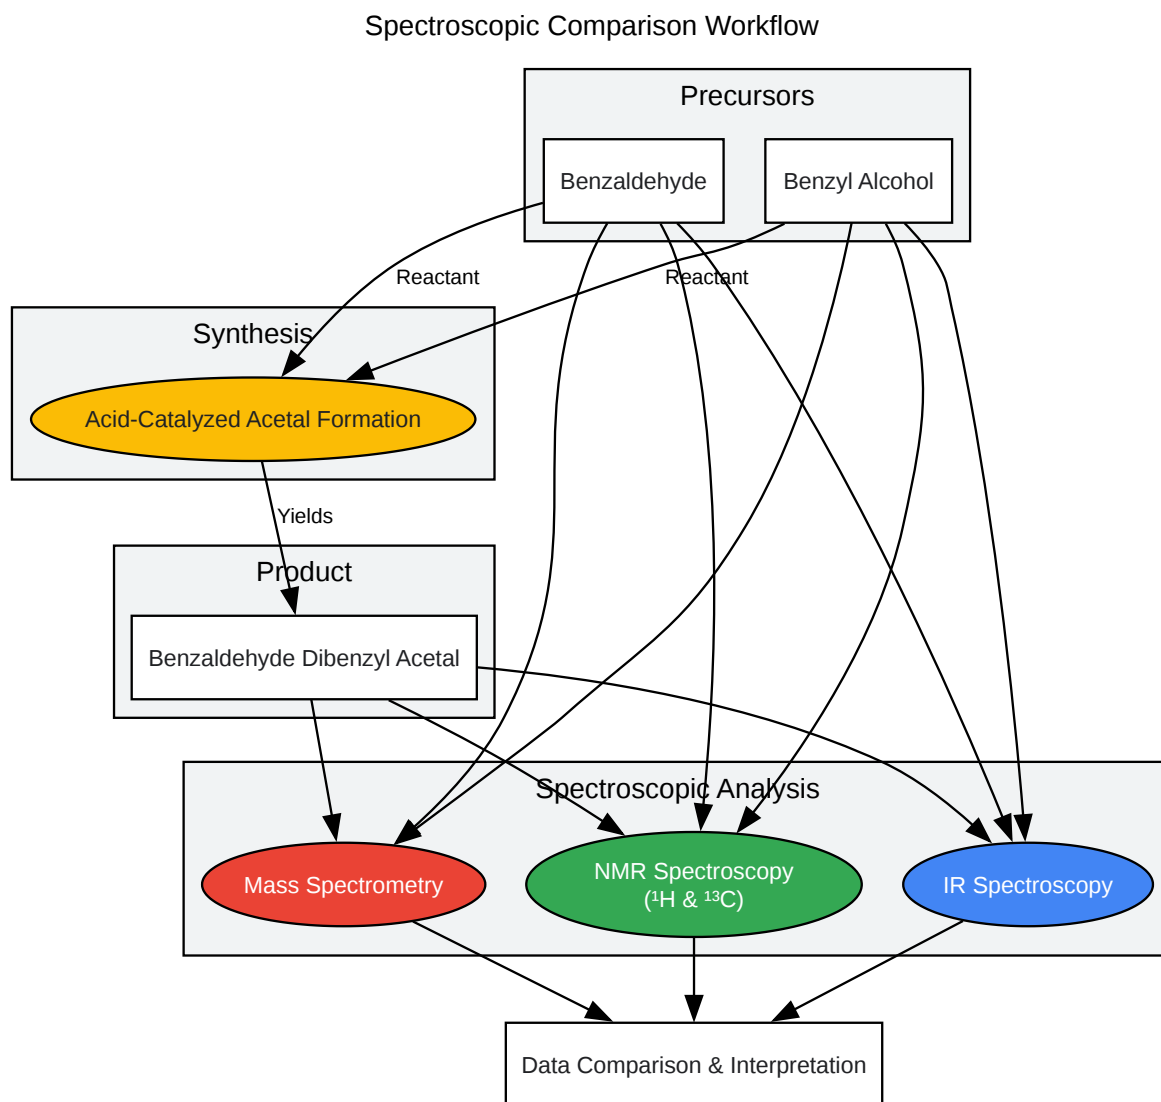 Spectroscopic Comparison Workflow
Precursors
Benzaldehyde
Benzyl Alcohol
Reactant
Reactant
Synthesis
Acid-Catalyzed Acetal Formation
Yields
Product
Benzaldehyde Dibenzyl Acetal
Spectroscopic Analysis
Mass Spectrometry
NMR Spectroscopy
(¹H & ¹³C)
IR Spectroscopy
Data Comparison & Interpretation